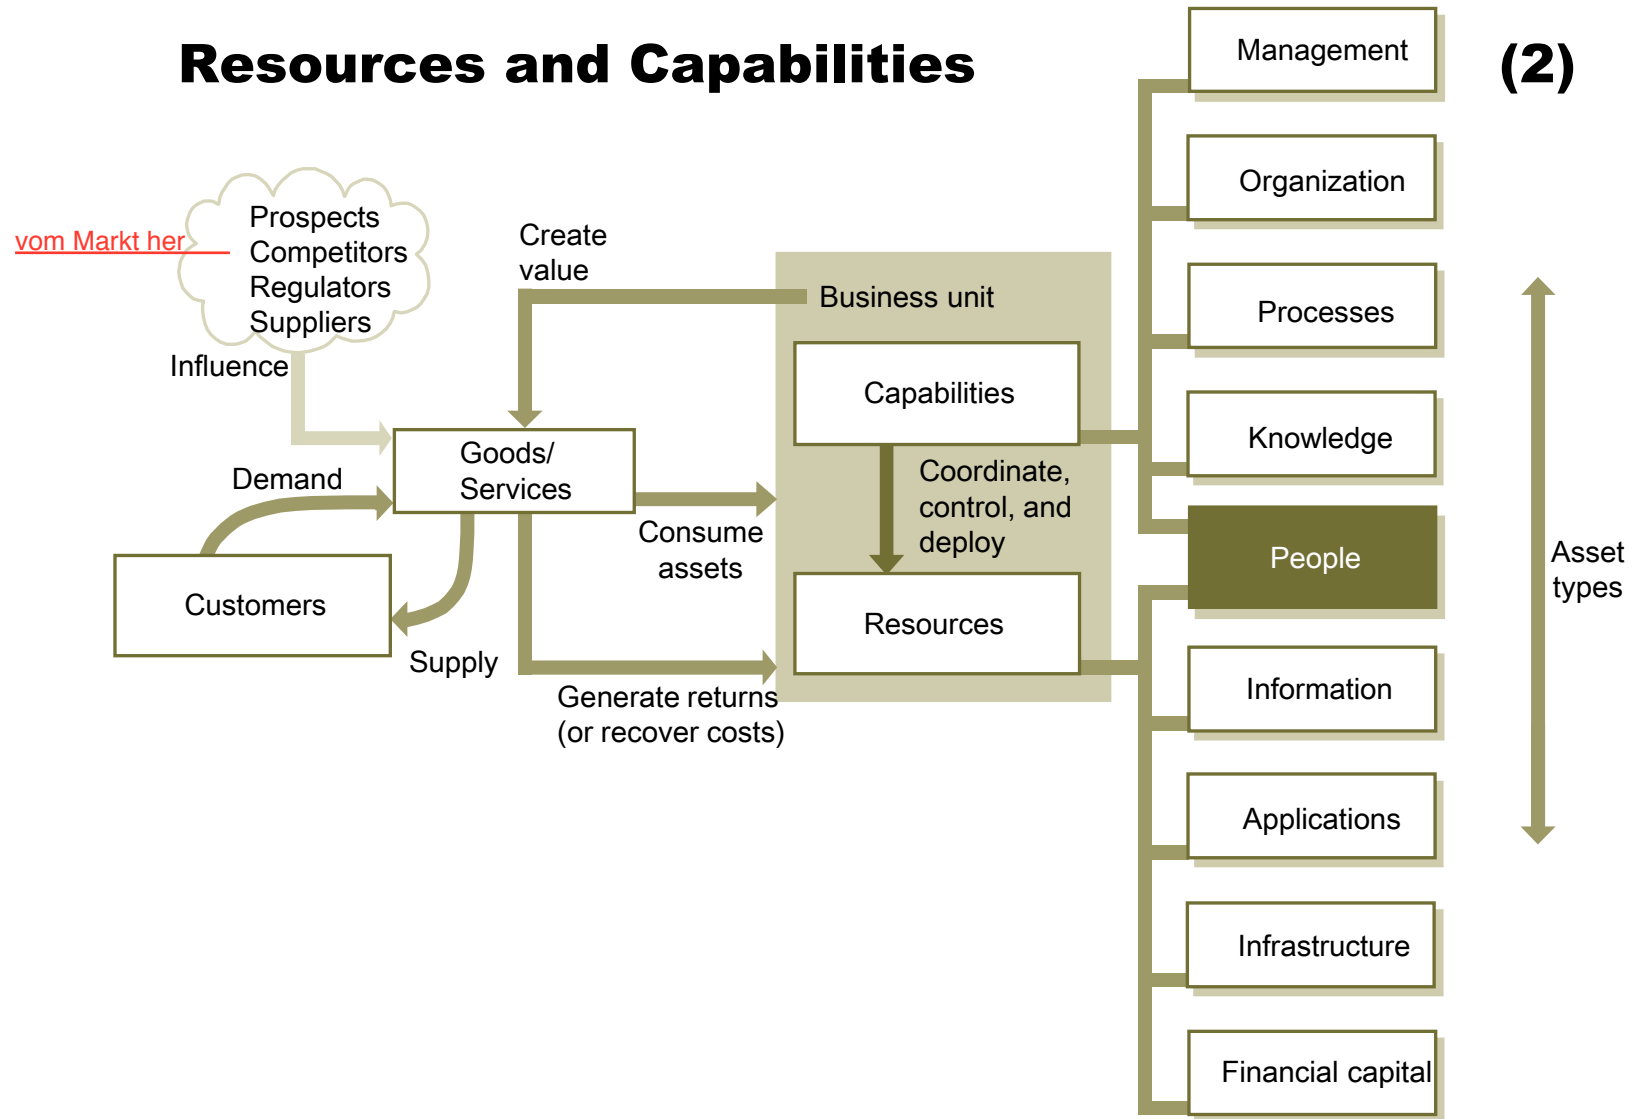 Resources and Capabilities (2)
vom Markt her
Prospects
Competitors
Regulators
Suppliers
Influence
Create
value
Business unit
Capabilities
Goods/
Services
Demand
Customers
Supply
Consume
assets
Coordinate,
control, and
deploy
Resources
Generate returns
(or recover costs)
Management
Organization
Processes
Knowledge
People
Information
Applications
Infrastructure
Financial capital
Asset
types